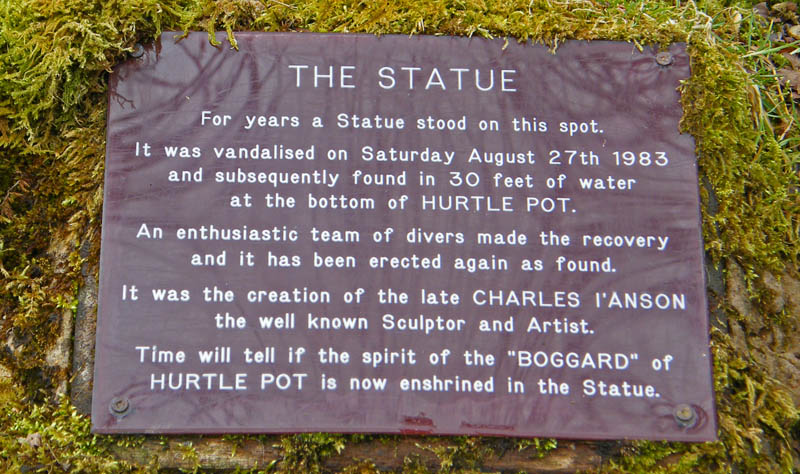 THE STATUE
For years a Statue stood on this spot.
It was vandalised on Saturday August 27th 1983
and subsequently found in 30 feet of water
at the bottom of HURTLE POT.
An enthusiastic team of divers made the recovery
and it has been erected again as found.
It was the creation of the late CHARLES I'ANSON
the well known Sculptor and Artist.
Time will tell if the spirit of the "BOGGARD" of
HURTLE POT is now enshrined in the Statue.